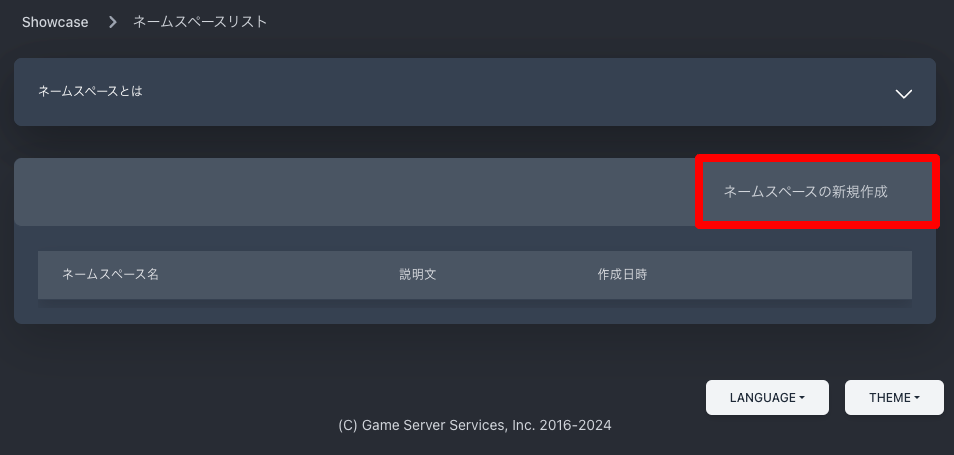 Showcase > ネームスペースリスト
ネームスペースとは
ネームスペースの新規作成
ネームスペース名 説明文 作成日時
LANGUAGE THEME
(C) Game Server Services, Inc. 2016-2024